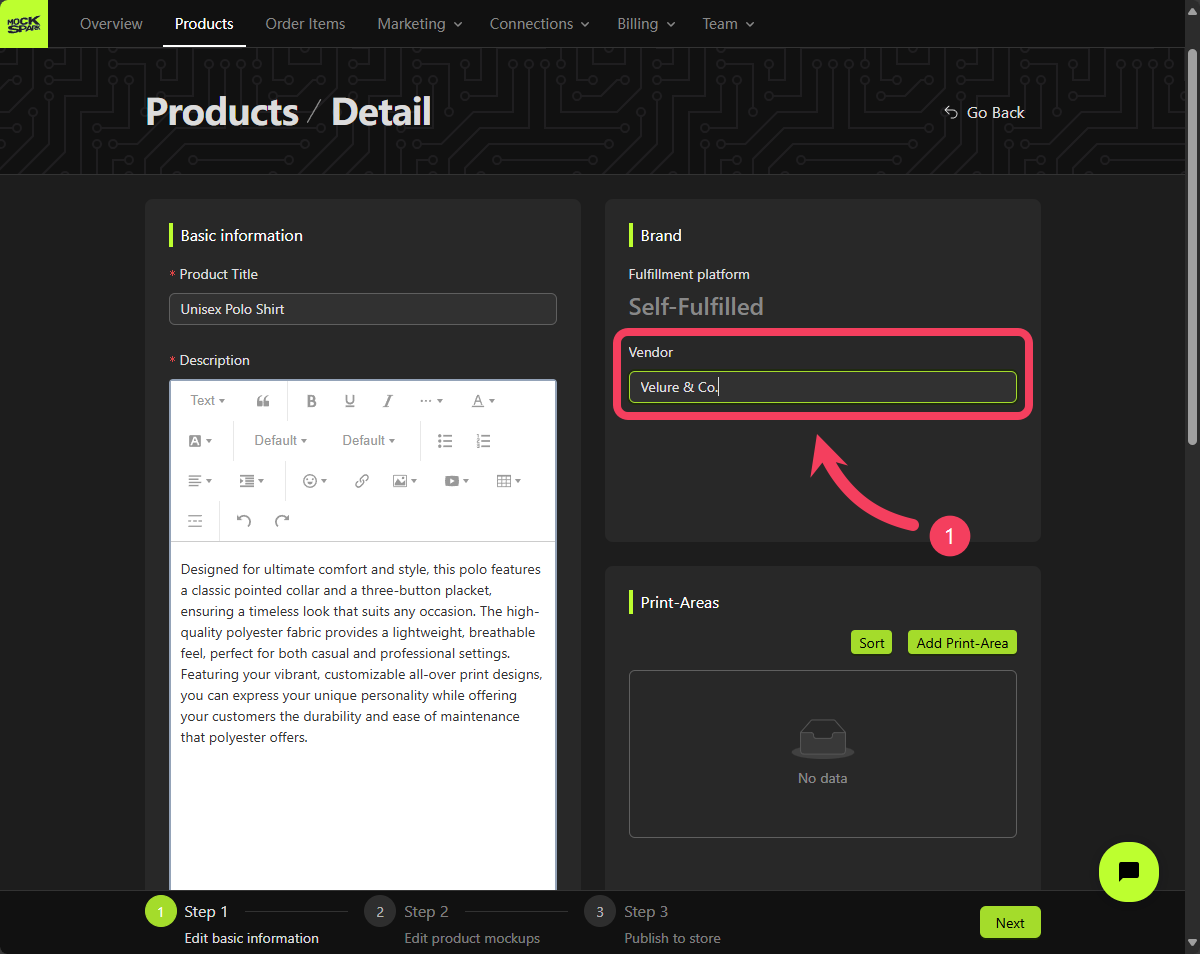 MOCK
SPARK
Overview
Products
Order Items
Marketing
Connections
Billing
Team
Products / Detail
Go Back
Basic information
* Product Title
Unisex Polo Shirt
* Description
Text
B U I A
A Default Default
Designed for ultimate comfort and style, this polo features
a classic pointed collar and a three-button placket,
ensuring a timeless look that suits any occasion. The high-
quality polyester fabric provides a lightweight, breathable
feel, perfect for both casual and professional settings.
Featuring your vibrant, customizable all-over print designs,
you can express your unique personality while offering
your customers the durability and ease of maintenance
that polyester offers.
Brand
Fulfillment platform
Self-Fulfilled
Vendor
Velure & Co.
1
Print-Areas
Sort
Add Print-Area
No data
1 Step 1
Edit basic information
2 Step 2
Edit product mockups
3 Step 3
Publish to store
Next